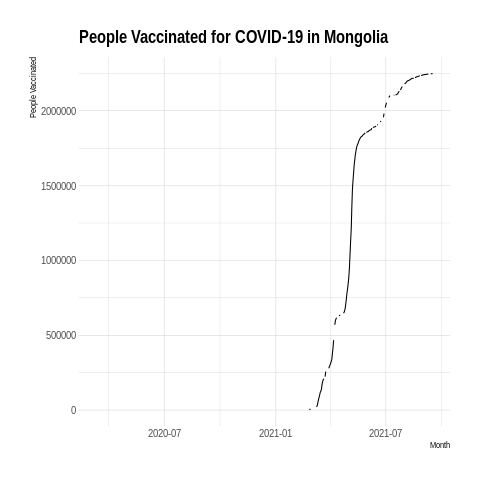 People Vaccinated for COVID-19 in Mongolia
People Vaccinated
2000000
1500000
1000000
500000
0
2020-07 2021-01 2021-07
Month